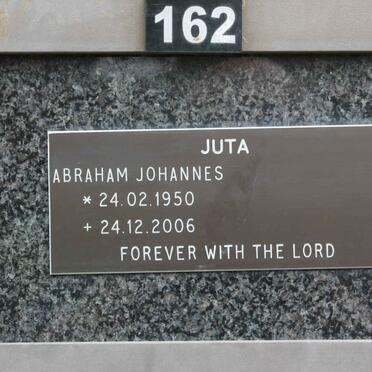 162
JUTA
ABRAHAM JOHANNES
* 24.02.1950
+ 24.12.2006
FOREVER WITH THE LORD